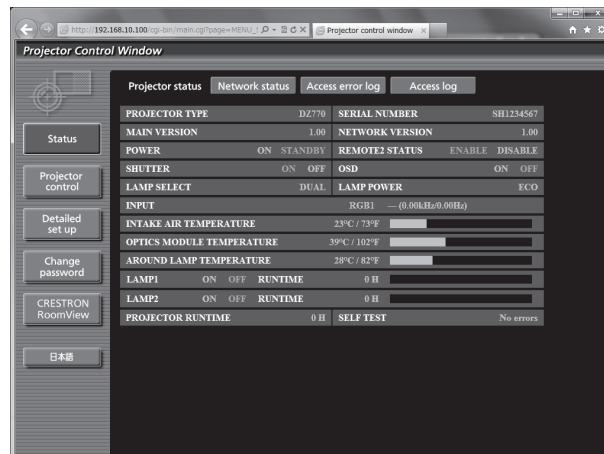 http://192.168.10.100/cgi-bin/main.cgi?page=MENU_S
Projector control window
Projector Control Window
Projector status Network status Access error log Access log
PROJECTOR TYPE DZ770 SERIAL NUMBER SH1234567
MAIN VERSION 1.00 NETWORK VERSION 1.00
POWER ON STANDBY REMOTE2 STATUS ENABLE DISABLE
SHUTTER ON OFF OSD ON OFF
LAMP SELECT DUAL LAMP POWER ECO
INPUT RGB1 — (0.00kHz/0.00Hz)
INTAKE AIR TEMPERATURE 23°C / 73°F
OPTICS MODULE TEMPERATURE 39°C / 102°F
AROUND LAMP TEMPERATURE 28°C / 82°F
LAMP1 ON OFF RUNTIME 0 H
LAMP2 ON OFF RUNTIME 0 H
PROJECTOR RUNTIME 0 H SELF TEST No errors
Status
Projector
control
Detailed
set up
Change
password
CRESTRON
RoomView
日本語